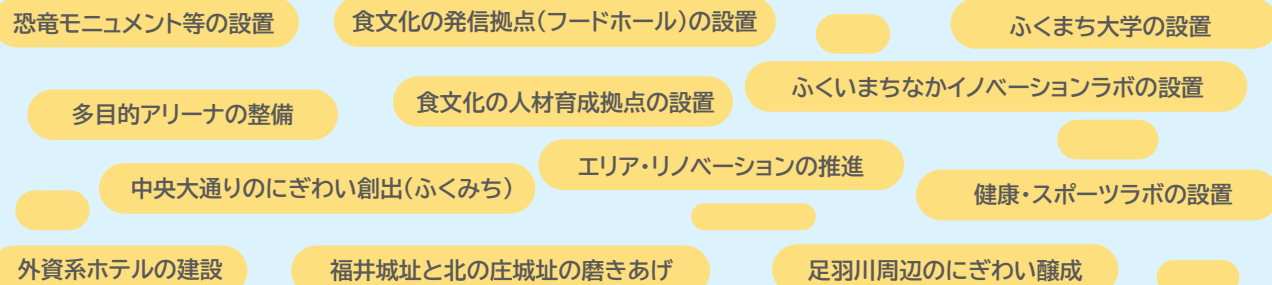 恐竜モニュメント等の設置
食文化の発信拠点(フードホール)の設置
ふくまち大学の設置
ふくいまちなかイノベーションラボの設置
多目的アリーナの整備
食文化の人材育成拠点の設置
エリア・リノベーションの推進
中央大通りのにぎわい創出(ふくみち)
健康・スポーツラボの設置
外資系ホテルの建設
福井城址と北の庄城址の磨きあげ
足羽川周辺のにぎわい醸成